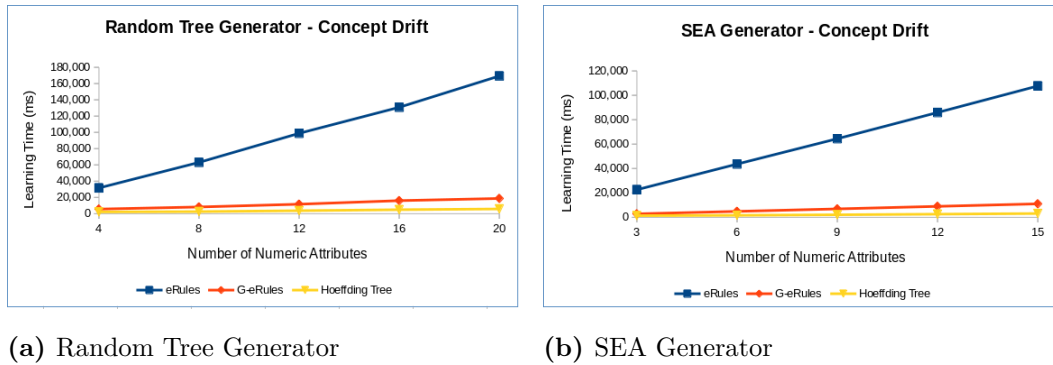 Random Tree Generator - Concept Drift
Learning Time (ms)
180,000
160,000
140,000
120,000
100,000
80,000
60,000
40,000
20,000
0
4 8 12 16 20
Number of Numeric Attributes
eRules G-eRules Hoeffding Tree
(a) Random Tree Generator
SEA Generator - Concept Drift
Learning Time (ms)
120,000
100,000
80,000
60,000
40,000
20,000
0
3 6 9 12 15
Number of Numeric Attributes
eRules G-eRules Hoeffding Tree
(b) SEA Generator